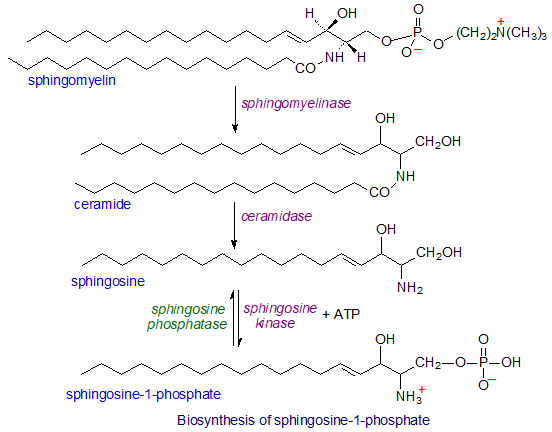 H OH O +
O P O (CH₂)₂N(CH₃)₃
O⁻
NH H
CO
sphingomyelin
sphingomyelinase
OH
CH₂OH
NH
CO
ceramide
ceramidase
OH
CH₂OH
NH₂
sphingosine
sphingosine phosphatase
sphingosine kinase
+ ATP
OH O
CH₂ O P OH
O⁻
NH₃⁺
sphingosine-1-phosphate
Biosynthesis of sphingosine-1-phosphate